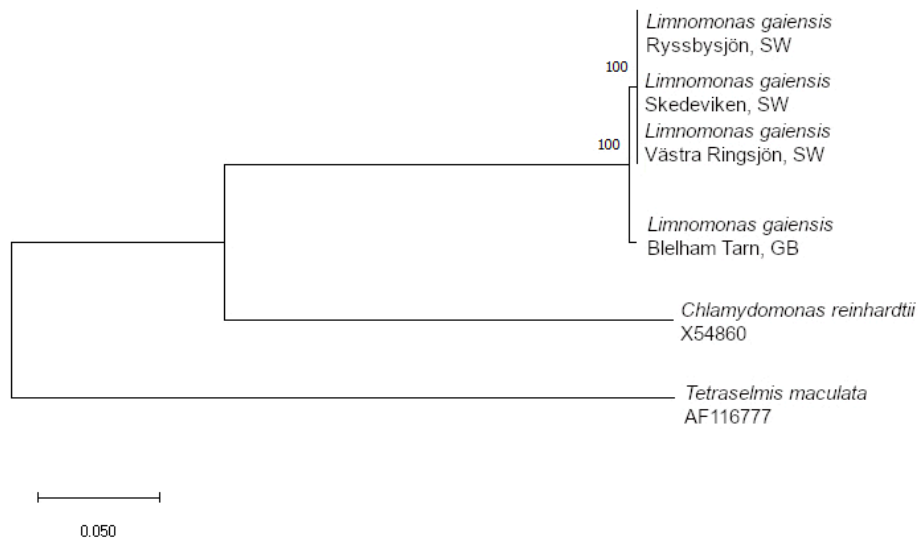 Limnomonas gaiensis
Ryssbysjön, SW
100
Limnomonas gaiensis
Skedeviken, SW
Limnomonas gaiensis
Västra Ringsjön, SW
100
Limnomonas gaiensis
Blelham Tarn, GB
Chlamydomonas reinhardtii
X54860
Tetraselmis maculata
AF116777
0.050